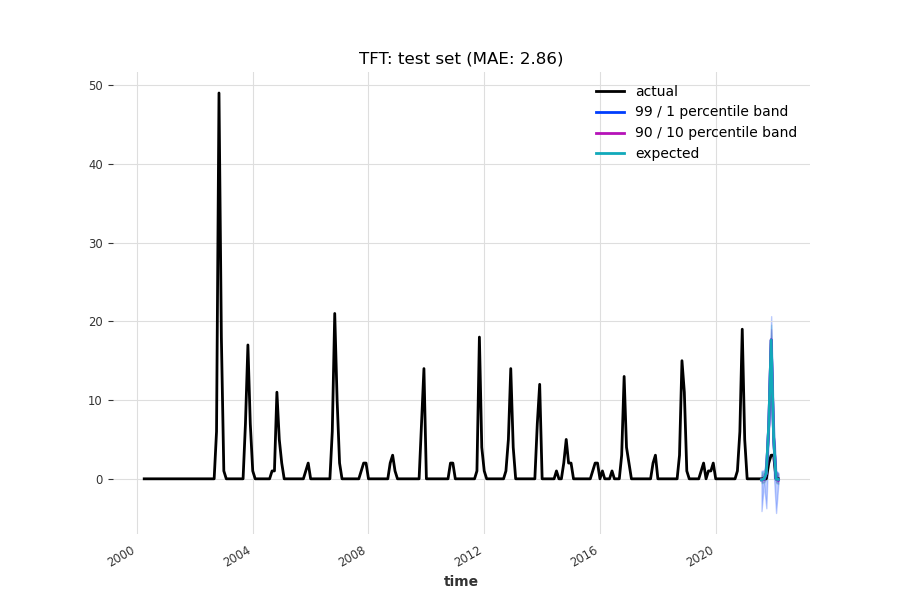 TFT: test set (MAE: 2.86)
actual
99 / 1 percentile band
90 / 10 percentile band
expected
50
40
30
20
10
0
2000
2004
2008
2012
2016
2020
time